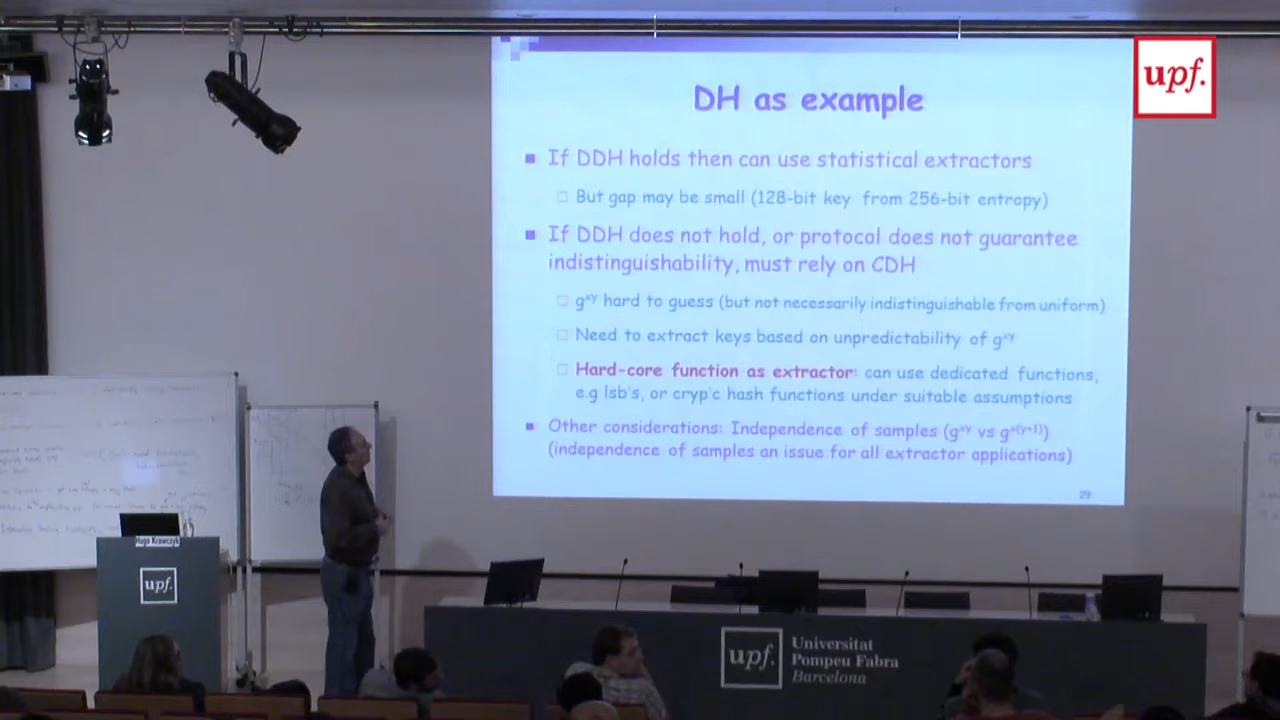 upf.
DH as example
If DDH holds then can use statistical extractors
But gap may be small (128-bit key from 256-bit entropy)
If DDH does not hold, or protocol does not guarantee
indistinguishability, must rely on CDH
gˣʸ hard to guess (but not necessarily indistinguishable from uniform)
Need to extract keys based on unpredictability of gˣʸ
Hard-core function as extractor: can use dedicated functions,
e.g lsb's, or cryp'c hash functions under suitable assumptions
Other considerations: Independence of samples (gˣʸ vs gˣ⁽ʸ⁺¹⁾)
(independence of samples an issue for all extractor applications)
29
Hugo Krawczyk
upf.
upf.
Universitat
Pompeu Fabra
Barcelona